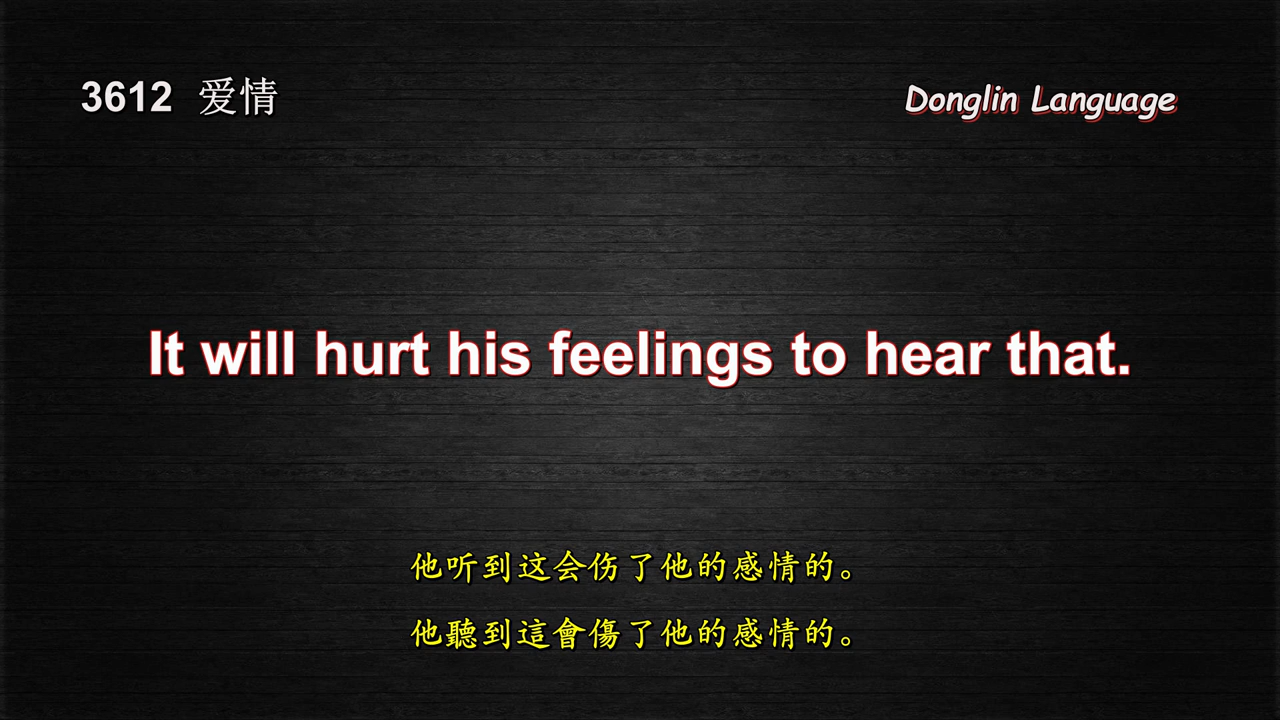 3612 爱情
Donglin Language
It will hurt his feelings to hear that.
他听到这会伤了他的感情的。
他聽到這會傷了他的感情的。